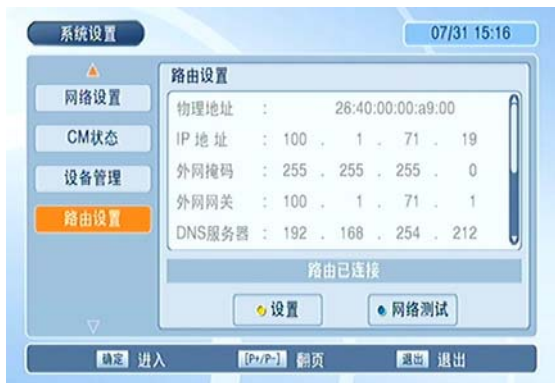 系统设置
07/31 15:16
网络设置
CM状态
设备管理
路由设置
路由设置
物理地址 : 26:40:00:00:a9:00
IP 地 址 : 100 . 1 . 71 . 19
外网掩码 : 255 . 255 . 255 . 0
外网网关 : 100 . 1 . 71 . 1
DNS服务器 : 192 . 168 . 254 . 212
路由已连接
设置 网络测试
确定 进入 [P+/P-] 翻页 退出 退出